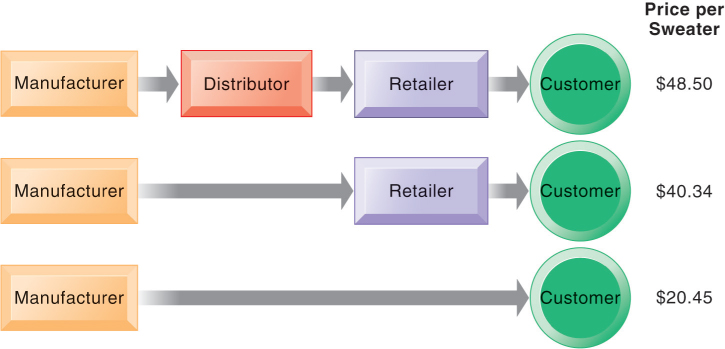 Price per
Sweater
Manufacturer Distributor Retailer Customer $48.50
Manufacturer Retailer Customer $40.34
Manufacturer Customer $20.45